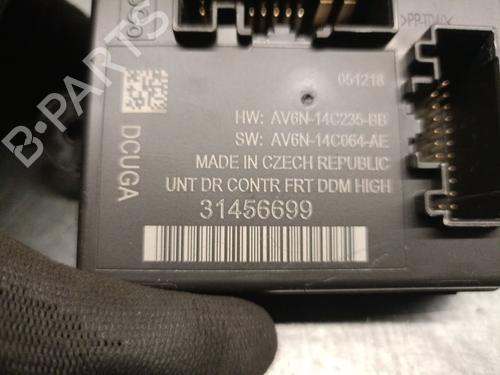 >PP-TD40<
051218
HW: AV6N-14C235-BB
SW: AV6N-14C064-AE
MADE IN CZECH REPUBLIC
UNT DR CONTR FRT DDM HIGH
31456699
DCUGA
B-PARTS